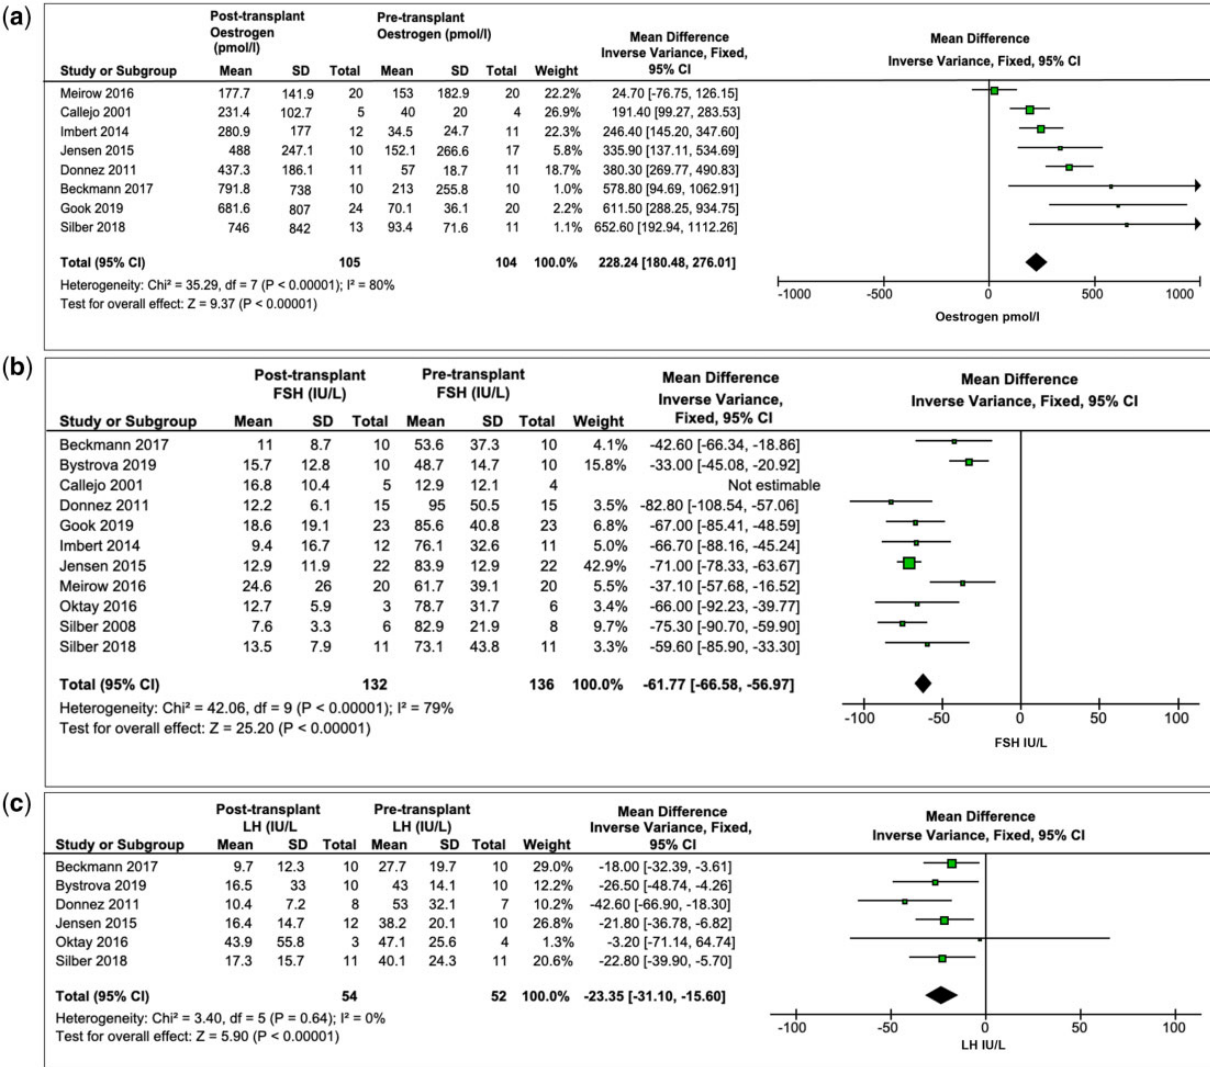 (a)
Post-transplant Pre-transplant
Oestrogen Oestrogen (pmol/l) Mean Difference Mean Difference
(pmol/l) Inverse Variance, Fixed, Inverse Variance, Fixed, 95% CI
Study or Subgroup Mean SD Total Mean SD Total Weight 95% CI
Meirow 2016 177.7 141.9 20 153 182.9 20 22.2% 24.70 [-76.75, 126.15]
Callejo 2001 231.4 102.7 5 40 20 4 26.9% 191.40 [99.27, 283.53]
Imbert 2014 280.9 177 12 34.5 24.7 11 22.3% 246.40 [145.20, 347.60]
Jensen 2015 488 247.1 10 152.1 266.6 17 5.8% 335.90 [137.11, 534.69]
Donnez 2011 437.3 186.1 11 57 18.7 11 18.7% 380.30 [269.77, 490.83]
Beckmann 2017 791.8 738 10 213 255.8 10 1.0% 578.80 [94.69, 1062.91]
Gook 2019 681.6 807 24 70.1 36.1 20 2.2% 611.50 [288.25, 934.75]
Silber 2018 746 842 13 93.4 71.6 11 1.1% 652.60 [192.94, 1112.26]
Total (95% CI) 105 104 100.0% 228.24 [180.48, 276.01]
Heterogeneity: Chi² = 35.29, df = 7 (P < 0.00001); I² = 80%
Test for overall effect: Z = 9.37 (P < 0.00001)
-1000 -500 0 500 1000
Oestrogen pmol/l
(b)
Post-transplant Pre-transplant Mean Difference Mean Difference
FSH (IU/L) FSH (IU/L) Inverse Variance, Inverse Variance, Fixed, 95% CI
Study or Subgroup Mean SD Total Mean SD Total Weight Fixed, 95% CI
Beckmann 2017 11 8.7 10 53.6 37.3 10 4.1% -42.60 [-66.34, -18.86]
Bystrova 2019 15.7 12.8 10 48.7 14.7 10 15.8% -33.00 [-45.08, -20.92]
Callejo 2001 16.8 10.4 5 12.9 12.1 4 Not estimable
Donnez 2011 12.2 6.1 15 95 50.5 15 3.5% -82.80 [-108.54, -57.06]
Gook 2019 18.6 19.1 23 85.6 40.8 23 6.8% -67.00 [-85.41, -48.59]
Imbert 2014 9.4 16.7 12 76.1 32.6 11 5.0% -66.70 [-88.16, -45.24]
Jensen 2015 12.9 11.9 22 83.9 12.9 22 42.9% -71.00 [-78.33, -63.67]
Meirow 2016 24.6 26 20 61.7 39.1 20 5.5% -37.10 [-57.68, -16.52]
Oktay 2016 12.7 5.9 3 78.7 31.7 6 3.4% -66.00 [-92.23, -39.77]
Silber 2008 7.6 3.3 6 82.9 21.9 8 9.7% -75.30 [-90.70, -59.90]
Silber 2018 13.5 7.9 11 73.1 43.8 11 3.3% -59.60 [-85.90, -33.30]
Total (95% CI) 132 136 100.0% -61.77 [-66.58, -56.97]
Heterogeneity: Chi² = 42.06, df = 9 (P < 0.00001); I² = 79%
Test for overall effect: Z = 25.20 (P < 0.00001)
-100 -50 0 50 100
FSH IU/L
(c)
Post-transplant Pre-transplant Mean Difference Mean Difference
LH (IU/L LH (IU/L) Inverse Variance, Fixed, Inverse Variance, Fixed, 95% CI
Study or Subgroup Mean SD Total Mean SD Total Weight 95% CI
Beckmann 2017 9.7 12.3 10 27.7 19.7 10 29.0% -18.00 [-32.39, -3.61]
Bystrova 2019 16.5 33 10 43 14.1 10 12.2% -26.50 [-48.74, -4.26]
Donnez 2011 10.4 7.2 8 53 32.1 7 10.2% -42.60 [-66.90, -18.30]
Jensen 2015 16.4 14.7 12 38.2 20.1 10 26.8% -21.80 [-36.78, -6.82]
Oktay 2016 43.9 55.8 3 47.1 25.6 4 1.3% -3.20 [-71.14, 64.74]
Silber 2018 17.3 15.7 11 40.1 24.3 11 20.6% -22.80 [-39.90, -5.70]
Total (95% CI) 54 52 100.0% -23.35 [-31.10, -15.60]
Heterogeneity: Chi² = 3.40, df = 5 (P = 0.64); I² = 0%
Test for overall effect: Z = 5.90 (P < 0.00001)
-100 -50 0 50 100
LH IU/L